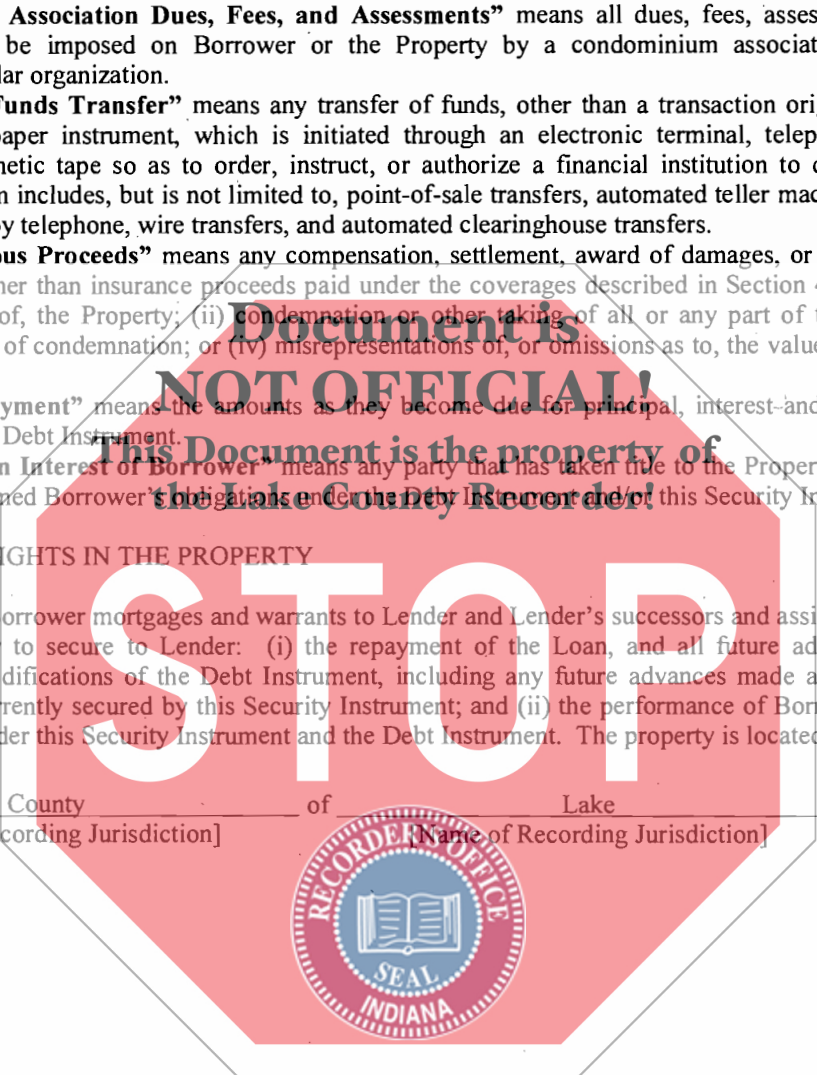 Association Dues, Fees, and Assessments” means all dues, fees, asses
be imposed on Borrower or the Property by a condominium associat
lar organization.
Funds Transfer” means any transfer of funds, other than a transaction ori
paper instrument, which is initiated through an electronic terminal, telep
netic tape so as to order, instruct, or authorize a financial institution to
n includes, but is not limited to, point-of-sale transfers, automated teller mac
by telephone, wire transfers, and automated clearinghouse transfers.
ous Proceeds” means any compensation, settlement, award of damages, or
her than insurance proceeds paid under the coverages described in Section
of, the Property; (ii) condemnation or other taking of all or any part of
of condemnation; or (iv) misrepresentations of, or omissions as to, the value
Document is
NOT OFFICIAL!
This Document is the property of
the Lake County Recorder!
yment” means the amounts as they become due for principal, interest and
Debt Instrument.
n Interest of Borrower” means any party that has taken title to the Proper
med Borrower’s obligations under the Debt Instrument and/or this Security In
IGHTS IN THE PROPERTY
STOP
orrower mortgages and warrants to Lender and Lender’s successors and assi
to secure to Lender: (i) the repayment of the Loan, and all future ad
difications of the Debt Instrument, including any future advances made a
rrently secured by this Security Instrument; and (ii) the performance of Borr
der this Security Instrument and the Debt Instrument. The property is located
County of Lake
cording Jurisdiction] [Name of Recording Jurisdiction]
RECORDER'S OFFICE
SEAL
INDIANA